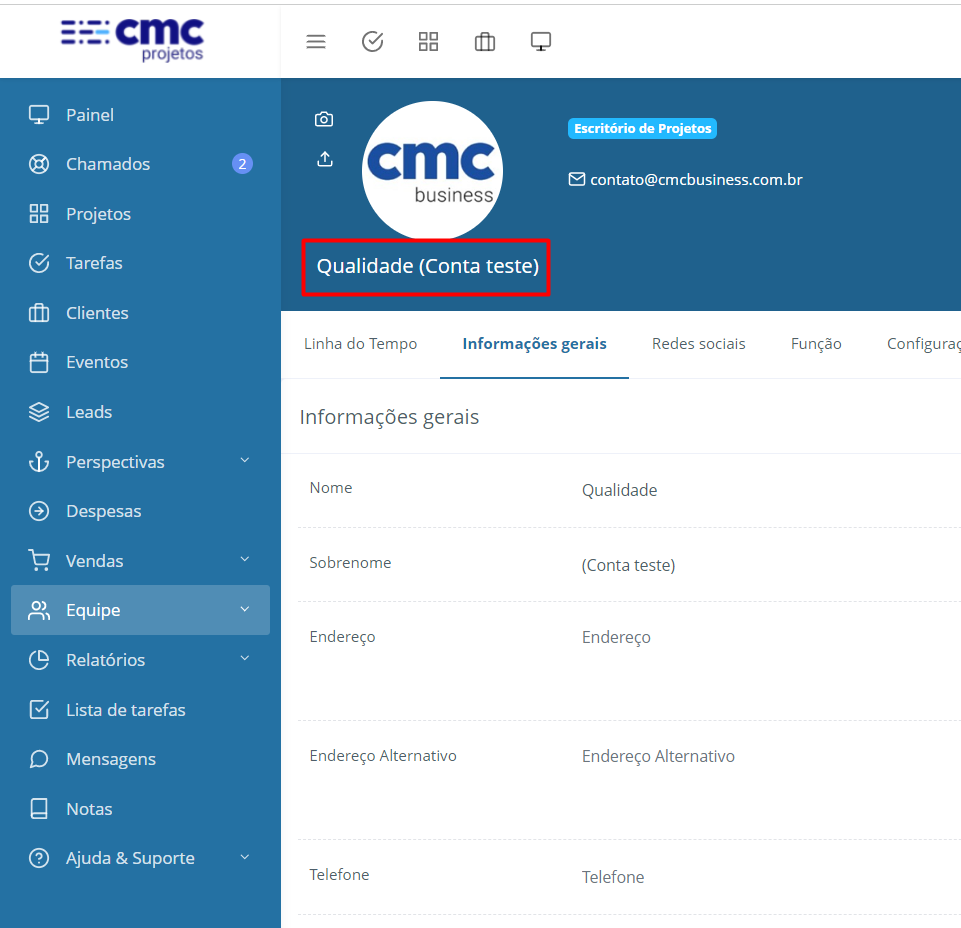 cmc
projetos
Painel
Chamados 2
Projetos
Tarefas
Clientes
Eventos
Leads
Perspectivas
Despesas
Vendas
Equipe
Relatórios
Lista de tarefas
Mensagens
Notas
Ajuda & Suporte
cmc
business
Escritório de Projetos
contato@cmcbusiness.com.br
Qualidade (Conta teste)
Linha do Tempo Informações gerais Redes sociais Função Configuraç
Informações gerais
Nome Qualidade
Sobrenome (Conta teste)
Endereço Endereço
Endereço Alternativo Endereço Alternativo
Telefone Telefone